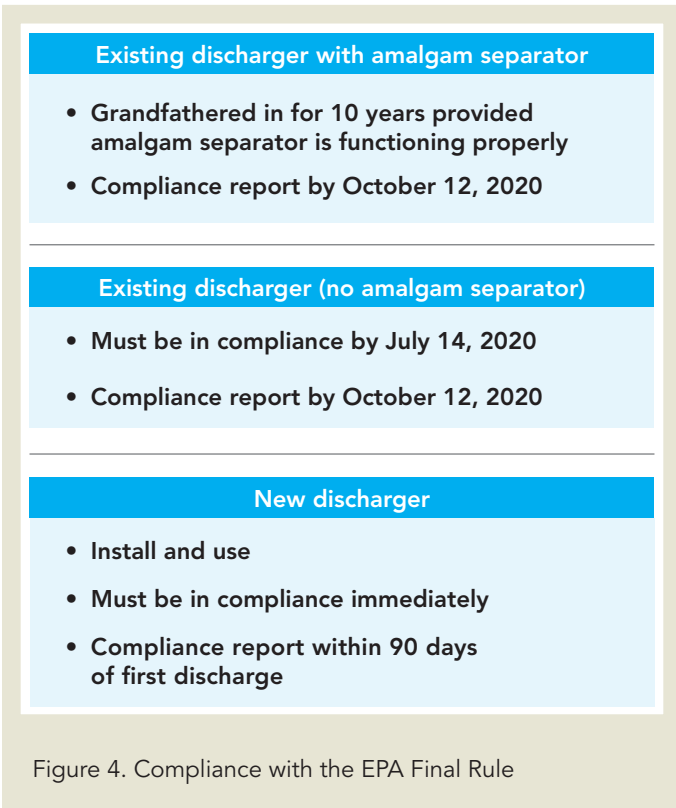 Existing discharger with amalgam separator
• Grandfathered in for 10 years provided
amalgam separator is functioning properly
• Compliance report by October 12, 2020
Existing discharger (no amalgam separator)
• Must be in compliance by July 14, 2020
• Compliance report by October 12, 2020
New discharger
• Install and use
• Must be in compliance immediately
• Compliance report within 90 days
of first discharge
Figure 4. Compliance with the EPA Final Rule